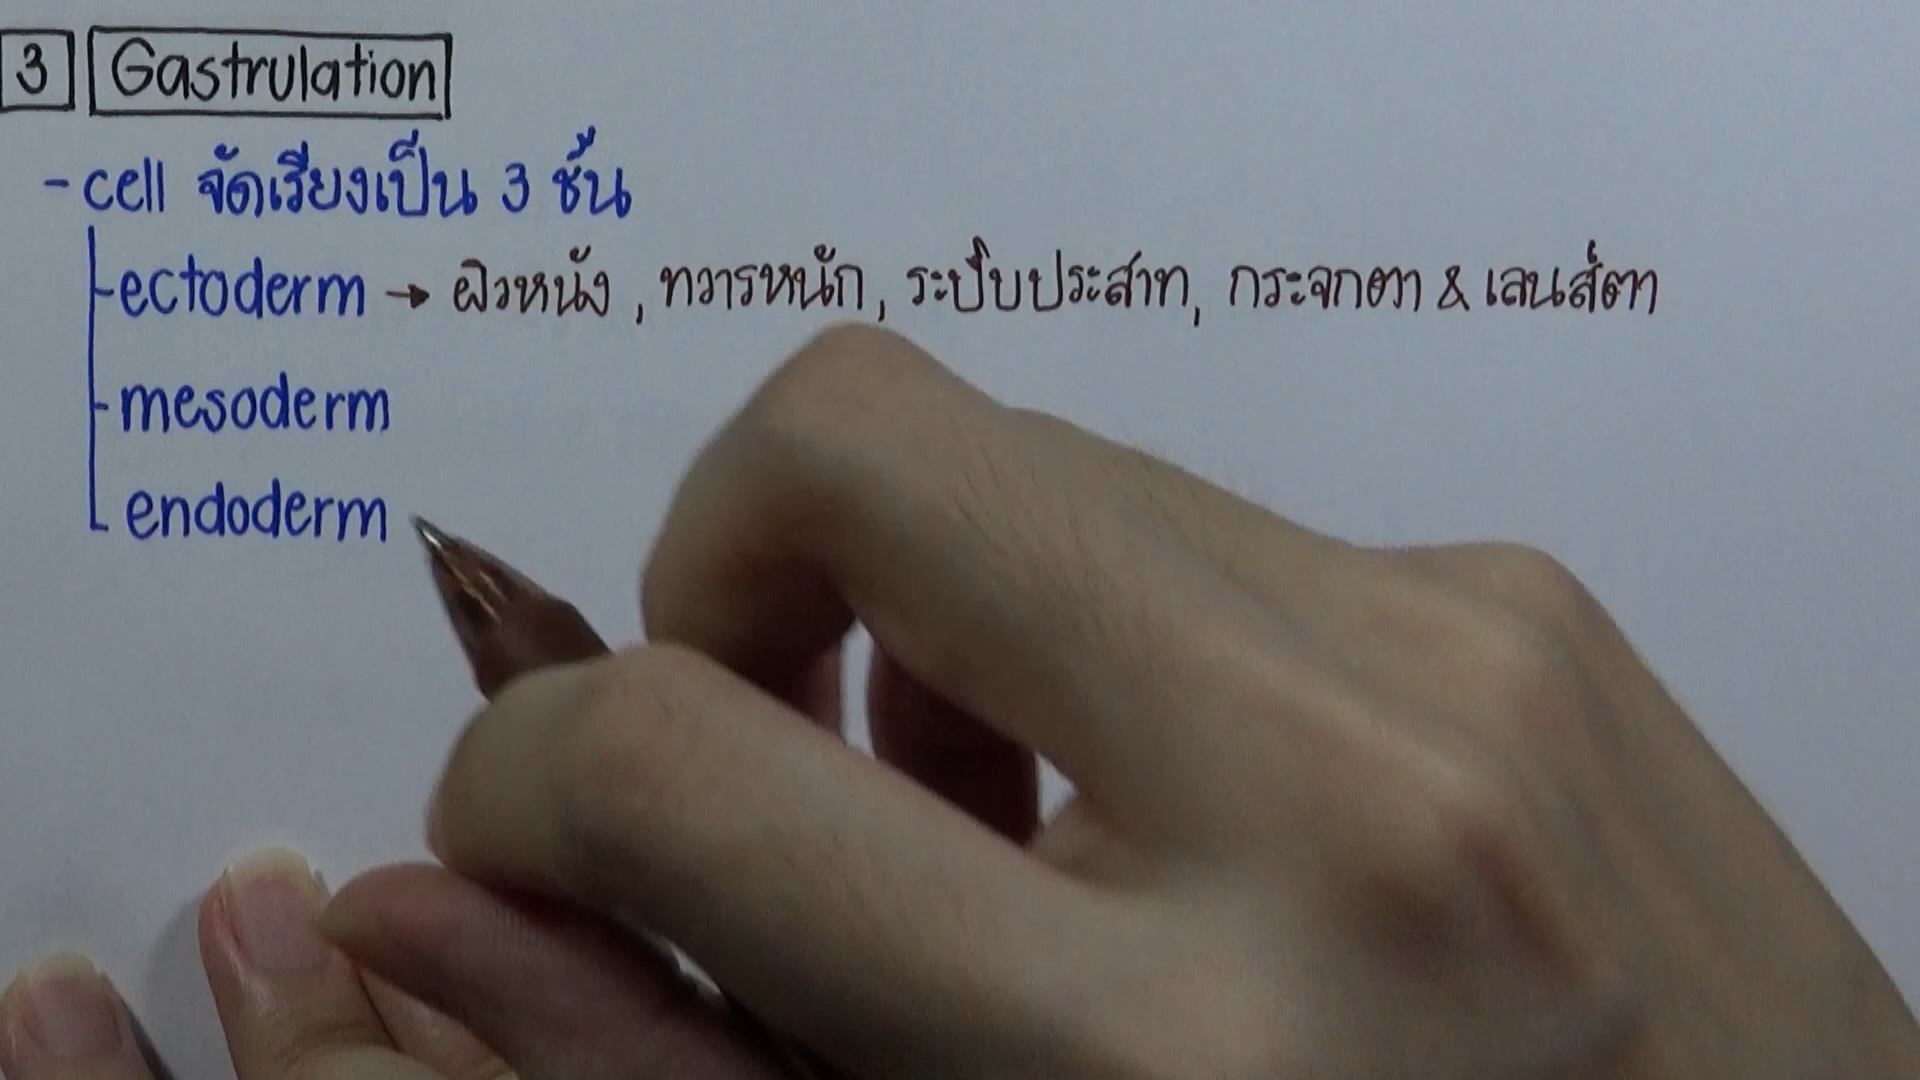 3 Gastrulation
- cell จัดเรียงเป็น 3 ชั้น
ectoderm → ผิวหนัง , ทวารหนัก, ระบบประสาท, กระจกตา & เลนส์ตา
mesoderm
endoderm